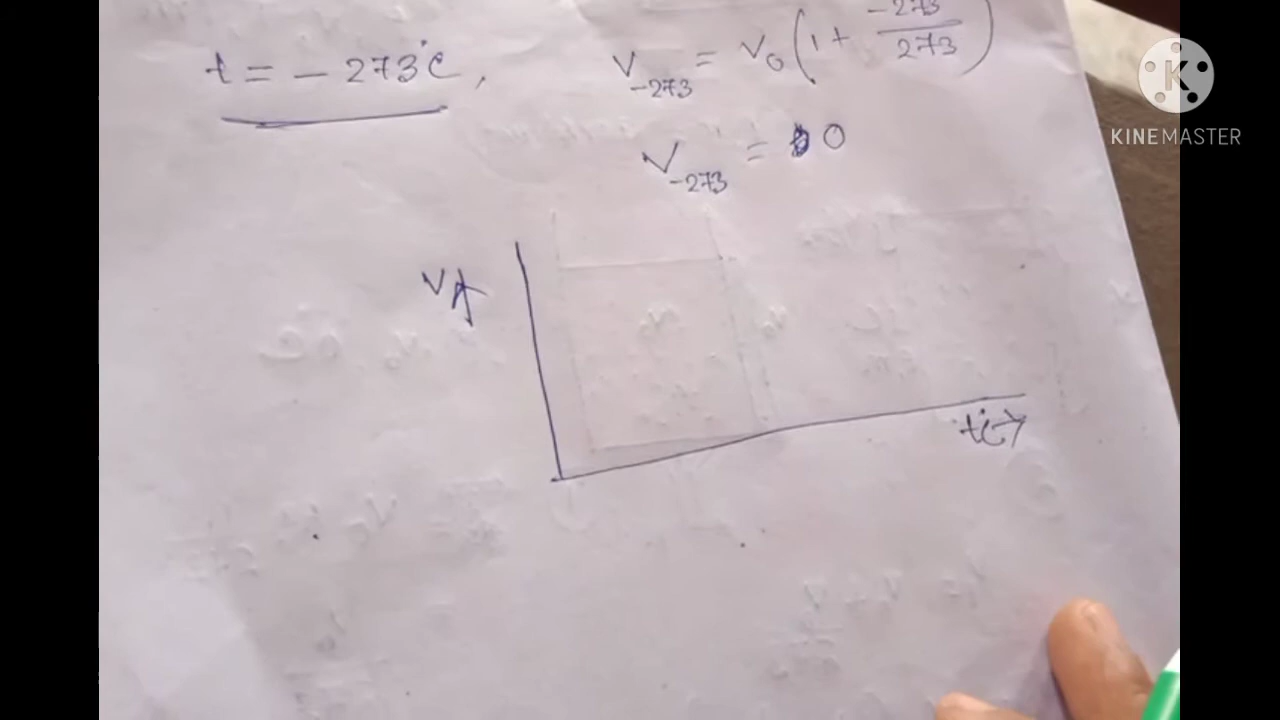 t = – 273°C , V₋₂₇₃ = V₀ (1 + -273/273)
V₋₂₇₃ = 0
V
t°C→
K
KINEMASTER